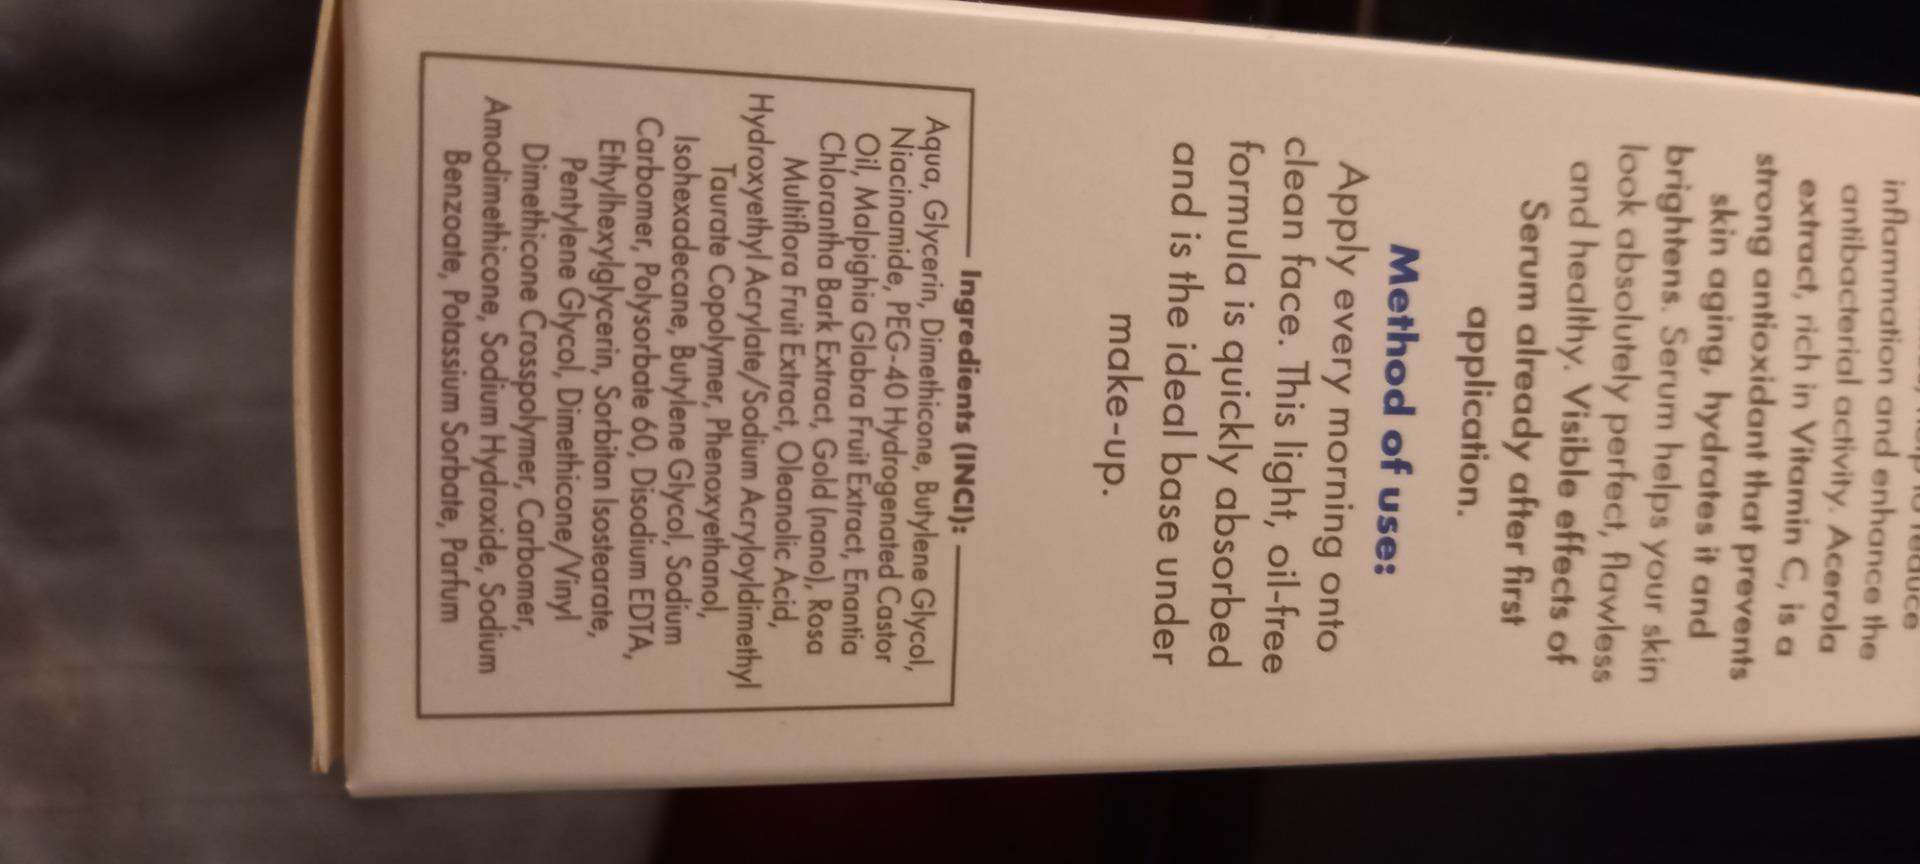 inflammation and enhance the
antibacterial activity. Acerola
extract, rich in Vitamin C, is a
strong antioxidant that prevents
skin aging, hydrates it and
brightens. Serum helps your skin
look absolutely perfect, flawless
and healthy. Visible effects of
Serum already after first
application.
Method of use:
Apply every morning onto
clean face. This light, oil-free
formula is quickly absorbed
and is the ideal base under
make-up.
Ingredients (INCI):
Aqua, Glycerin, Dimethicone, Butylene Glycol,
Niacinamide, PEG-40 Hydrogenated Castor
Oil, Malpighia Glabra Fruit Extract, Enantia
Chlorantha Bark Extract, Gold (nano), Rosa
Multiflora Fruit Extract, Oleanolic Acid,
Hydroxyethyl Acrylate/Sodium Acryloyldimethyl
Taurate Copolymer, Phenoxyethanol,
Isohexadecane, Butylene Glycol, Sodium
Carbomer, Polysorbate 60, Disodium EDTA,
Ethylhexylglycerin, Sorbitan Isostearate,
Pentylene Glycol, Dimethicone/Vinyl
Dimethicone Crosspolymer, Carbomer,
Amodimethicone, Sodium Hydroxide, Sodium
Benzoate, Potassium Sorbate, Parfum